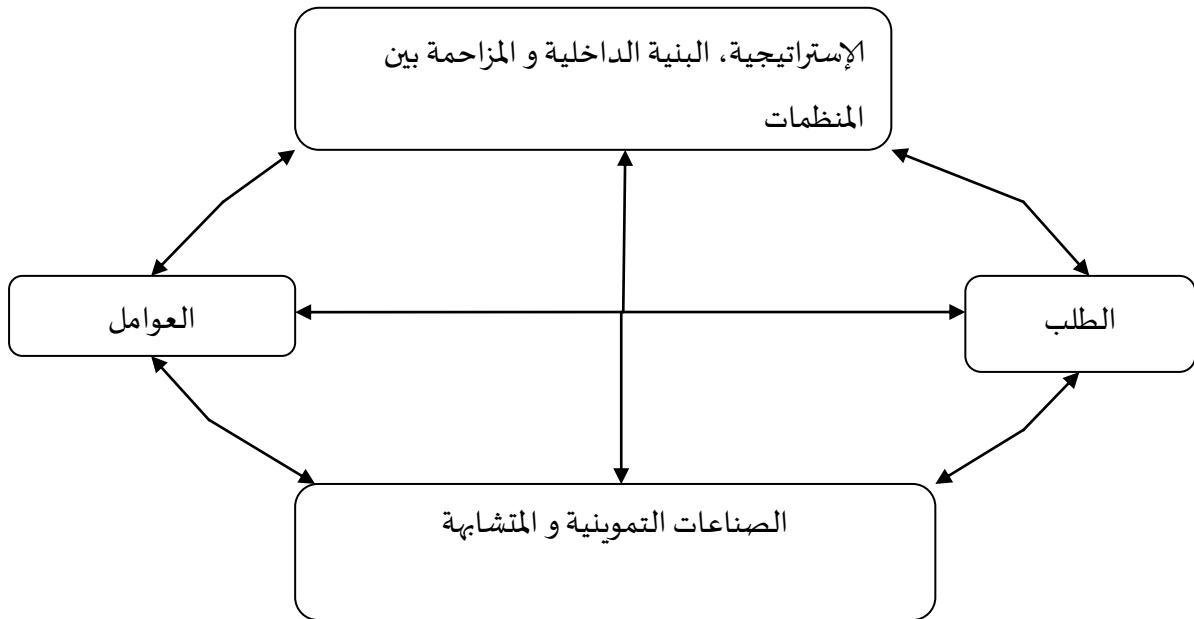 الإستراتيجية، البنية الداخلية و المزاحمة بين
المنظمات
العوامل
الطلب
الصناعات التموينية و المتشابهة